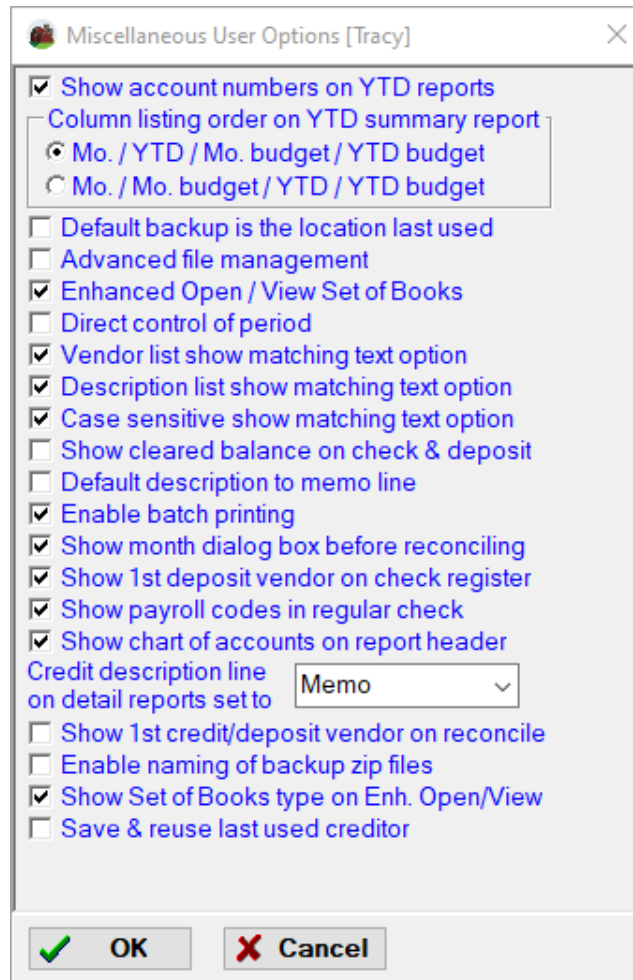 Miscellaneous User Options [Tracy]
Show account numbers on YTD reports
Column listing order on YTD summary report
Mo. / YTD / Mo. budget / YTD budget
Mo. / Mo. budget / YTD / YTD budget
Default backup is the location last used
Advanced file management
Enhanced Open / View Set of Books
Direct control of period
Vendor list show matching text option
Description list show matching text option
Case sensitive show matching text option
Show cleared balance on check & deposit
Default description to memo line
Enable batch printing
Show month dialog box before reconciling
Show 1st deposit vendor on check register
Show payroll codes in regular check
Show chart of accounts on report header
Credit description line
on detail reports set to
Memo
Show 1st credit/deposit vendor on reconcile
Enable naming of backup zip files
Show Set of Books type on Enh. Open/View
Save & reuse last used creditor
OK
Cancel